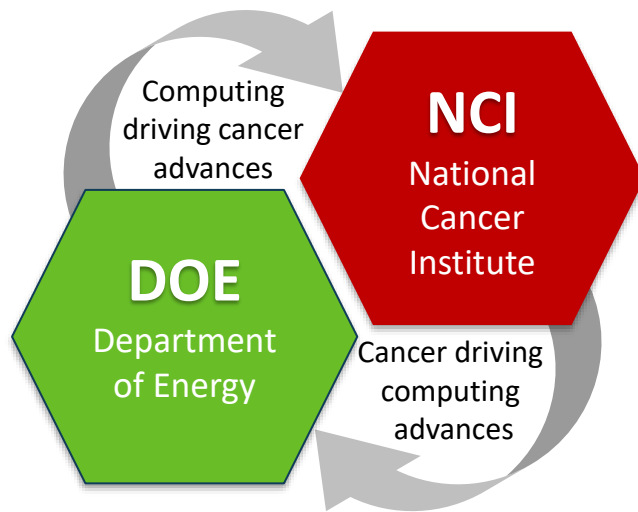 Computing
driving cancer
advances
NCI
National
Cancer
Institute
DOE
Department
of Energy
Cancer driving
computing
advances